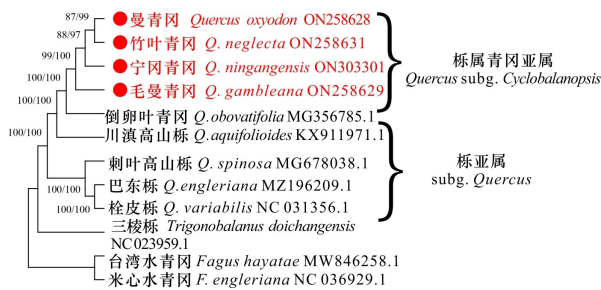 87/99
曼青冈 Quercus oxyodon ON258628
88/97
竹叶青冈 Q. neglecta ON258631
99/100
宁冈青冈 Q. ningangensis ON303301
栎属青冈亚属
Quercus subg. Cyclobalanopsis
100/100
毛曼青冈 Q. gambleana ON258629
100/100
倒卵叶青冈 Q.obovatifolia MG356785.1
100/100
川滇高山栎 Q.aquifolioides KX911971.1
刺叶高山栎 Q. spinosa MG678038.1
栎亚属
subg. Quercus
100/100
巴东栎 Q.engleriana MZ196209.1
100/100
栓皮栎 Q. variabilis NC 031356.1
三棱栎 Trigonobalanus doichangensis
NC 023959.1
台湾水青冈 Fagus hayatae MW846258.1
米心水青冈 F. engleriana NC 036929.1